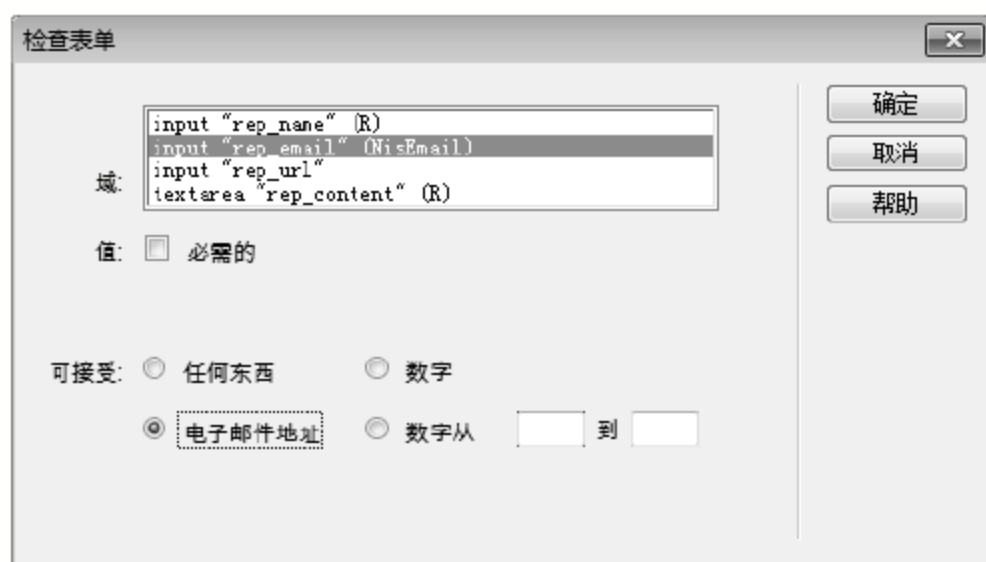 检查表单
input "rep_name" (R)
input "rep_email" (NisEmail)
input "rep_url"
textarea "rep_content" (R)
域:
值: 必需的
可接受: 任何东西 数字
电子邮件地址 数字从 到
确定
取消
帮助